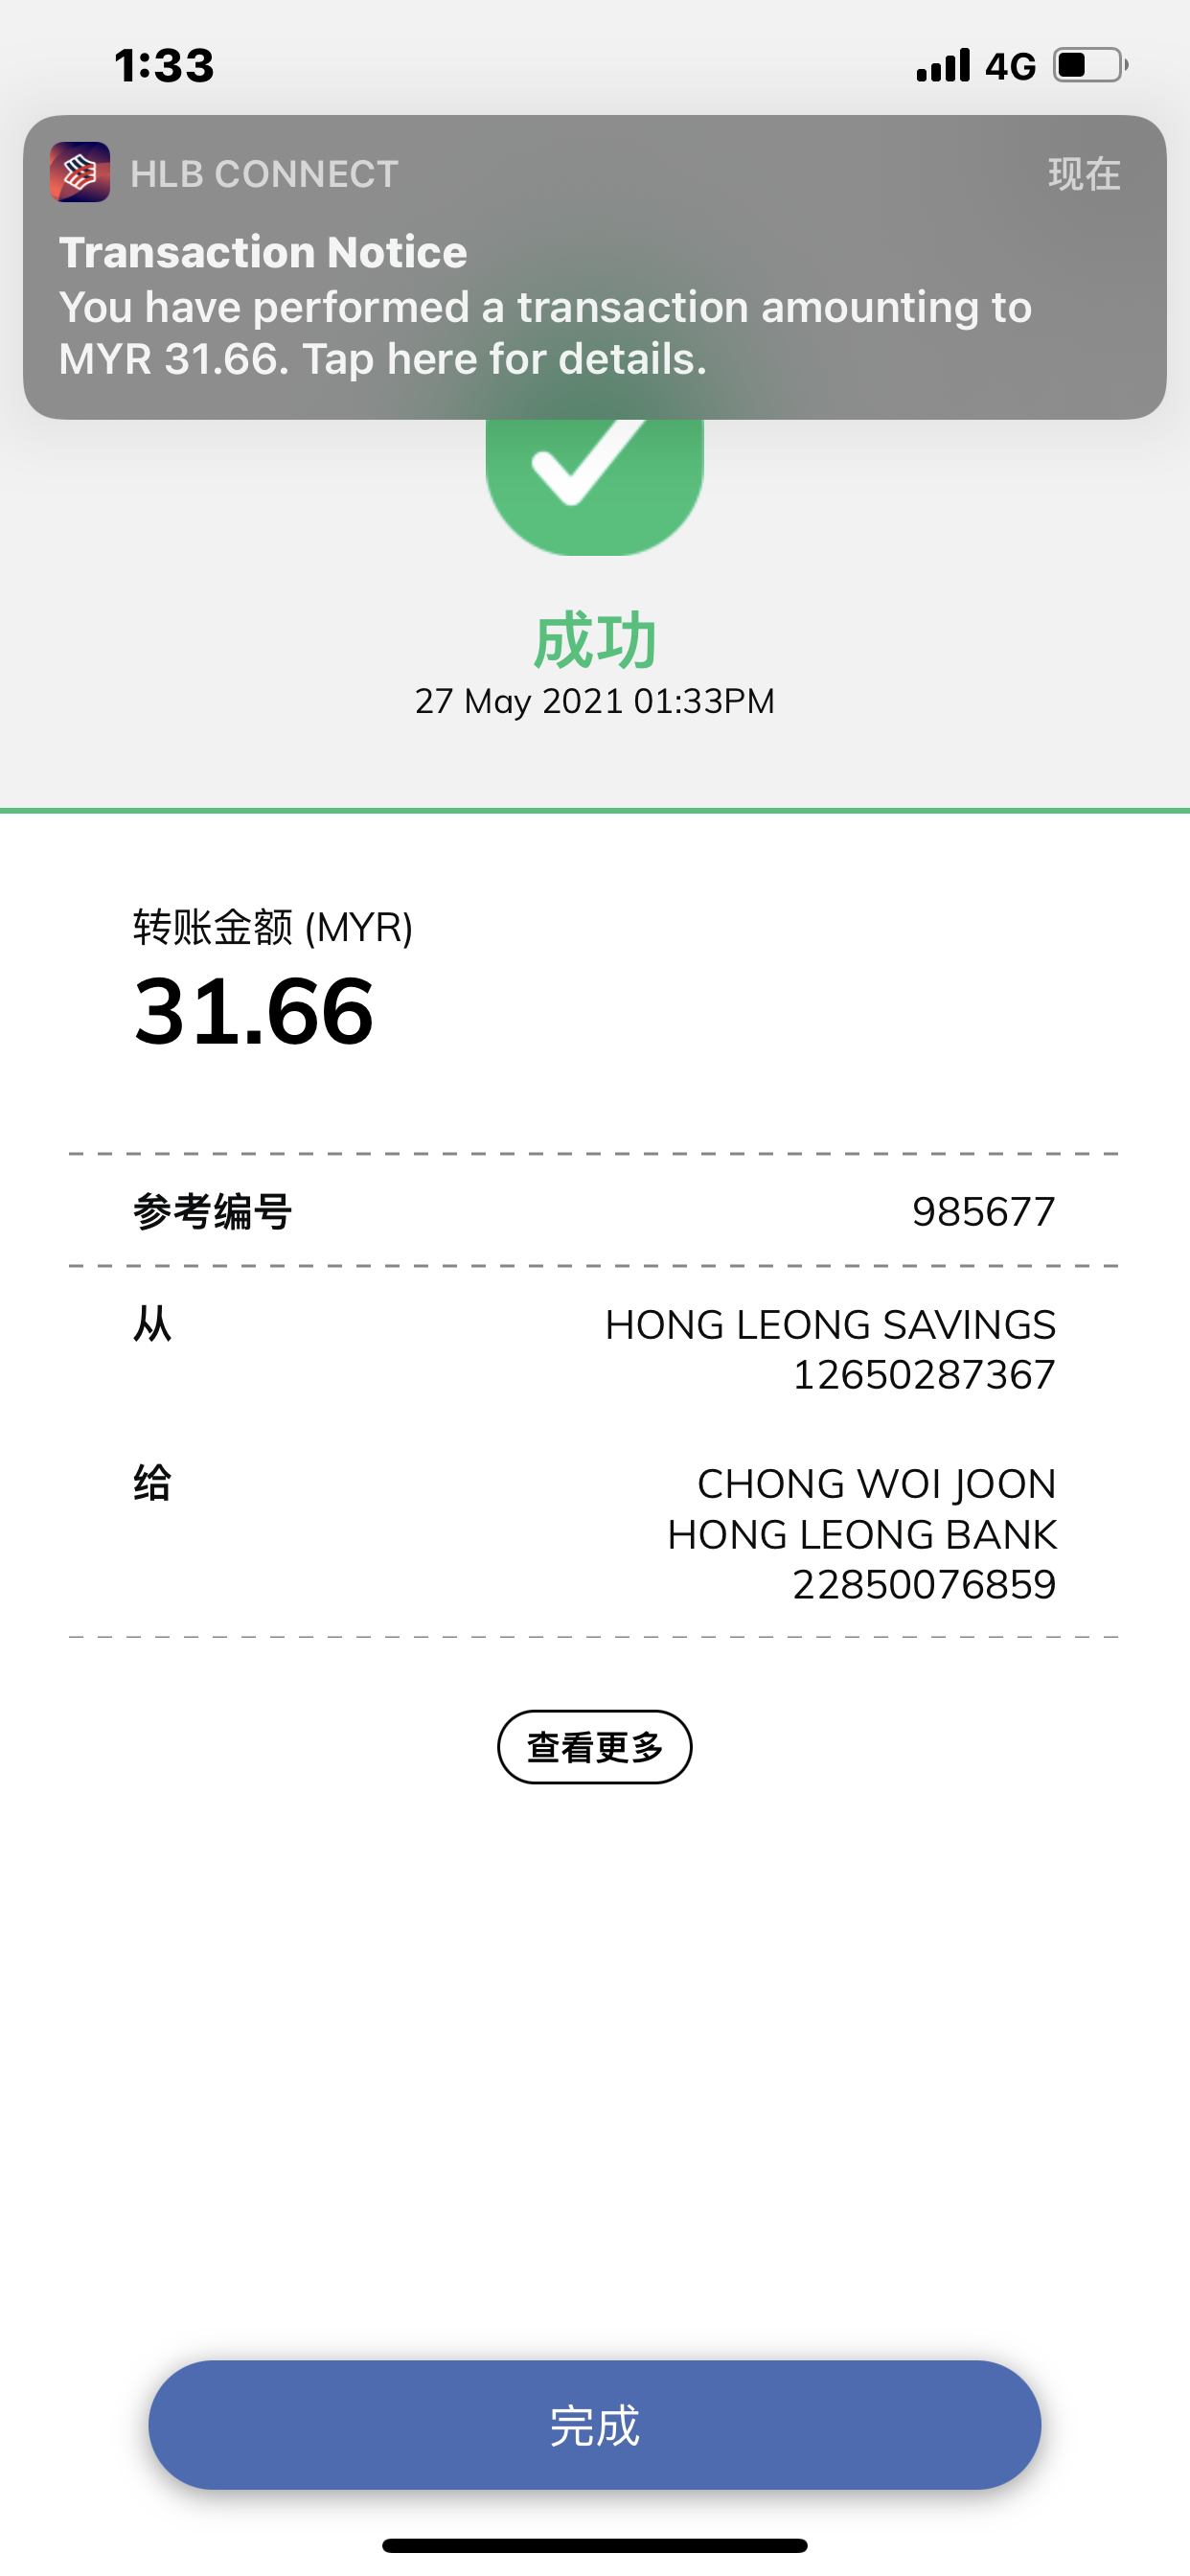 1:33
4G
HLB CONNECT
现在
Transaction Notice
You have performed a transaction amounting to
MYR 31.66. Tap here for details.
成功
27 May 2021 01:33PM
转账金额 (MYR)
31.66
参考编号 985677
从 HONG LEONG SAVINGS
12650287367
给 CHONG WOI JOON
HONG LEONG BANK
22850076859
查看更多
完成